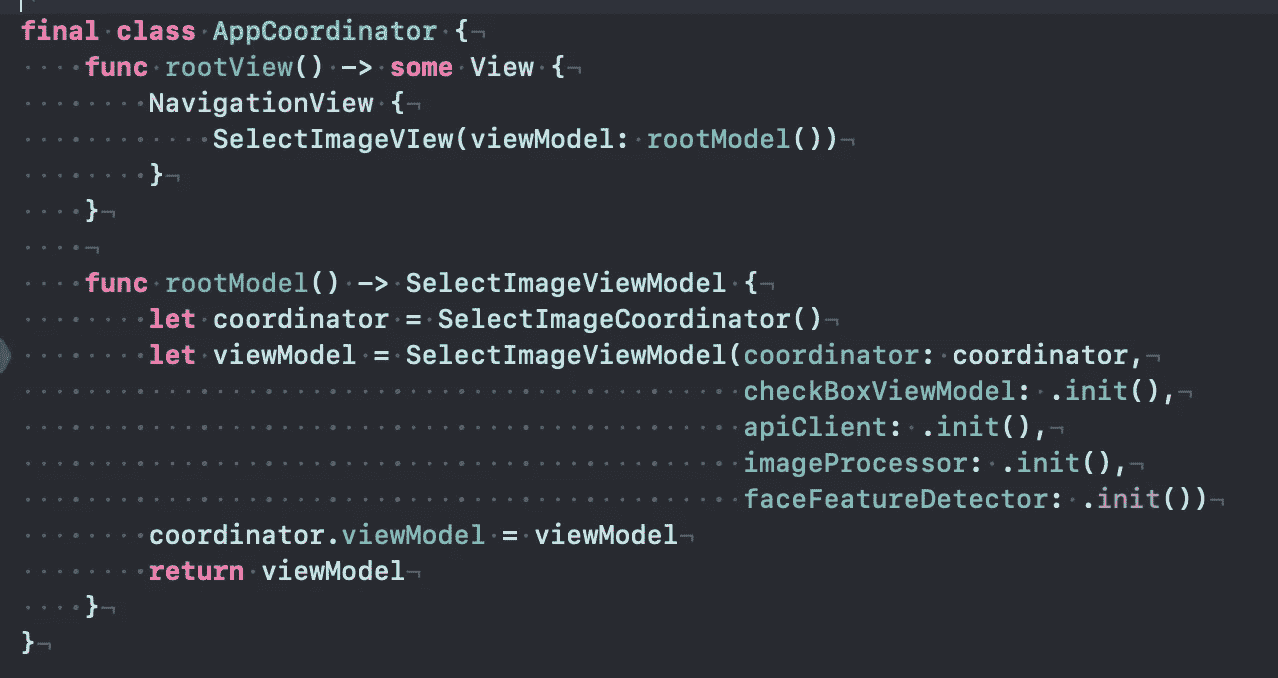 final class AppCoordinator {
    func rootView() -> some View {
        NavigationView {
            SelectImageVIew(viewModel: rootModel())
        }
    }
    
    func rootModel() -> SelectImageViewModel {
        let coordinator = SelectImageCoordinator()
        let viewModel = SelectImageViewModel(coordinator: coordinator,
                                             checkBoxViewModel: .init(),
                                             apiClient: .init(),
                                             imageProcessor: .init(),
                                             faceFeatureDetector: .init())
        coordinator.viewModel = viewModel
        return viewModel
    }
}